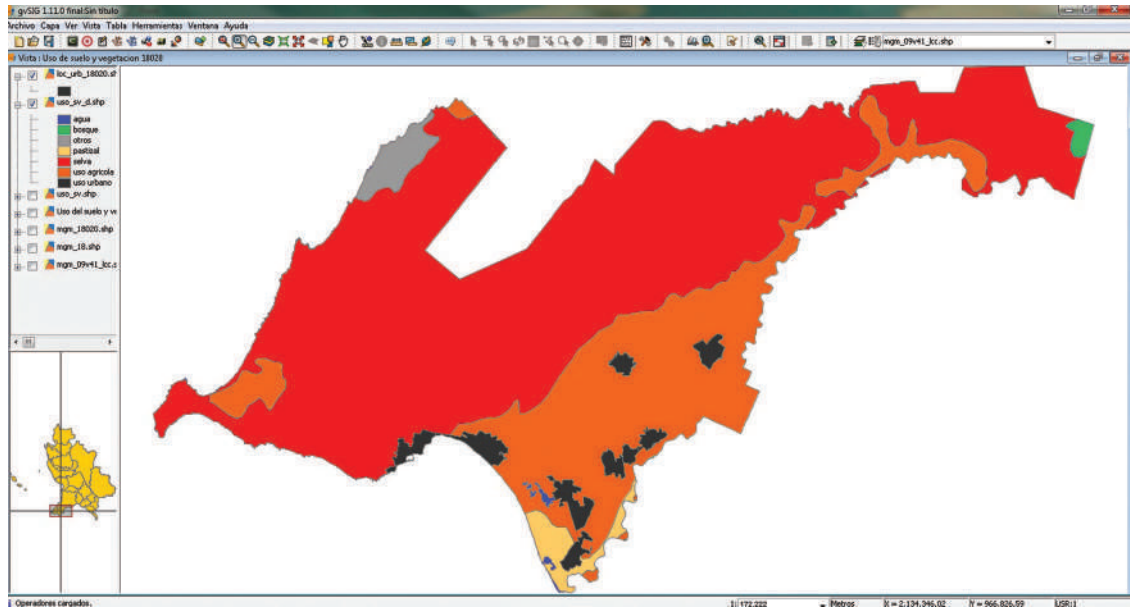 gvSIG 1.11.0 final:Sin título
Archivo Capa Ver Vista Tabla Herramientas Ventana Ayuda
mgm_09v41_lcc.shp
Vista : Uso de suelo y vegetacion 18020
loc_urb_18020.sh
uso_sv_d.shp
agua
bosque
otros
pastizal
selva
uso agricola
uso urbano
uso_sv.shp
Uso del suelo y ve
mgm_18020.shp
mgm_18.shp
mgm_09v41_lcc.s
Operadores cargados.
1: 172.222
Metros
X = 2.134.346,02
Y = 966.826,59
USR:1